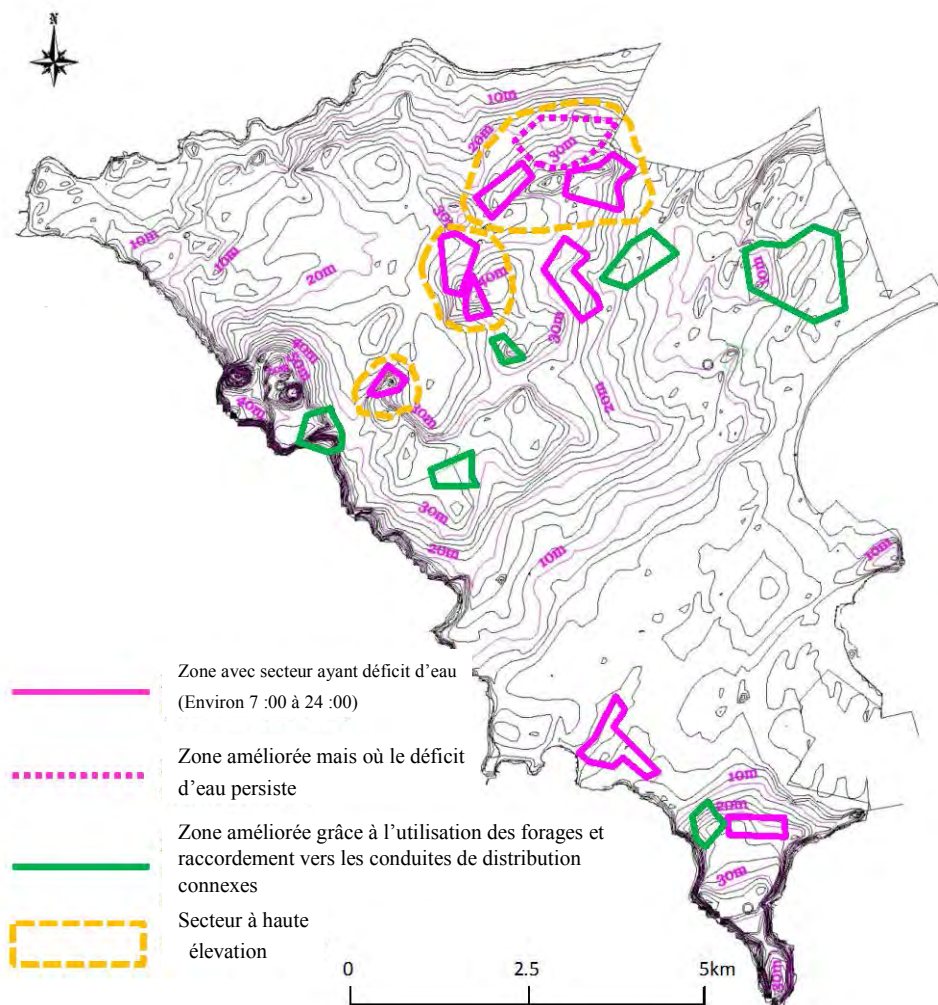 N
10m
20m
30m
30m
10m
10m
20m
40m
30m
40m
50m
30m
20m
40m
30m
30m
20m
10m
10m
Zone avec secteur ayant déficit d’eau
(Environ 7 :00 à 24 :00)
Zone améliorée mais où le déficit
d’eau persiste
10m
20m
Zone améliorée grâce à l’utilisation des forages et
raccordement vers les conduites de distribution
connexes
30m
Secteur à haute
élevation
30m
0 2.5 5km